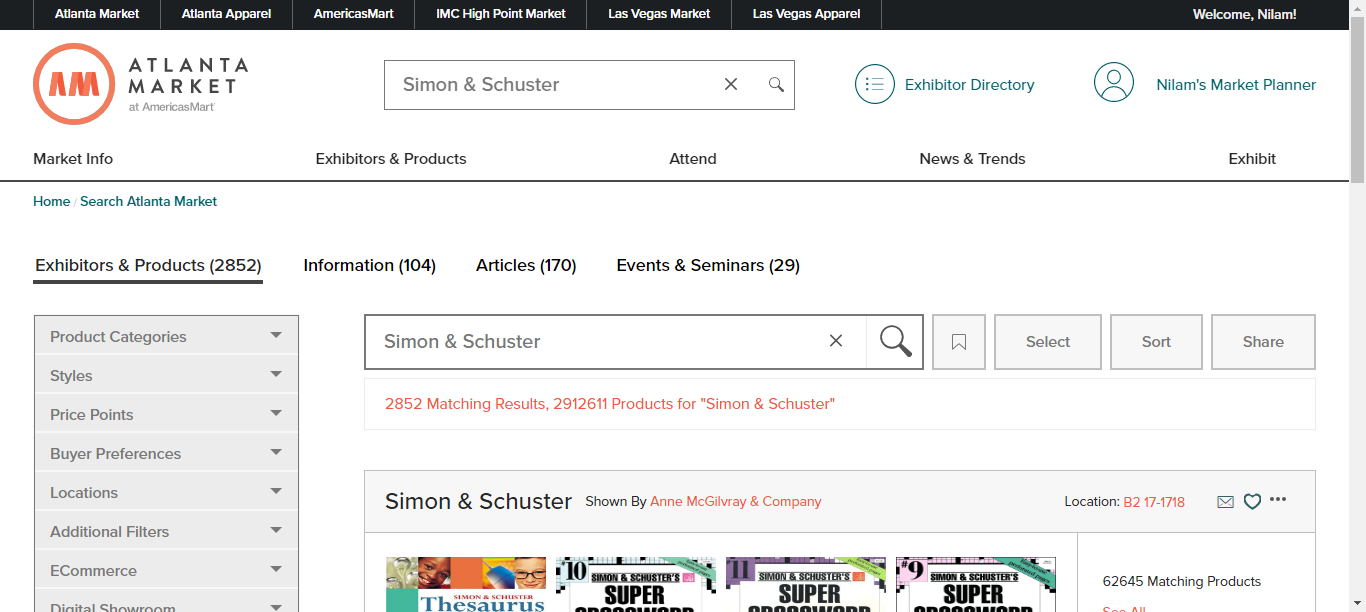 Atlanta Market Atlanta Apparel AmericasMart IMC High Point Market Las Vegas Market Las Vegas Apparel Welcome, Nilam!
AM ATLANTA
MARKET
at AmericasMart
Simon & Schuster
Exhibitor Directory
Nilam's Market Planner
Market Info Exhibitors & Products Attend News & Trends Exhibit
Home / Search Atlanta Market
Exhibitors & Products (2852) Information (104) Articles (170) Events & Seminars (29)
Product Categories
Styles
Price Points
Buyer Preferences
Locations
Additional Filters
ECommerce
Digital Showroom
Simon & Schuster Select Sort Share
2852 Matching Results, 2912611 Products for "Simon & Schuster"
Simon & Schuster Shown By Anne McGilvray & Company Location: B2 17-1718
SIMON & SCHUSTER
Thesaurus
#10 SIMON & SCHUSTER'S
SUPER
CROSSWORD
#11 SIMON & SCHUSTER'S
SUPER
CROSSWORD
#9 SIMON & SCHUSTER'S
SUPER
CROSSWORD
62645 Matching Products
See All